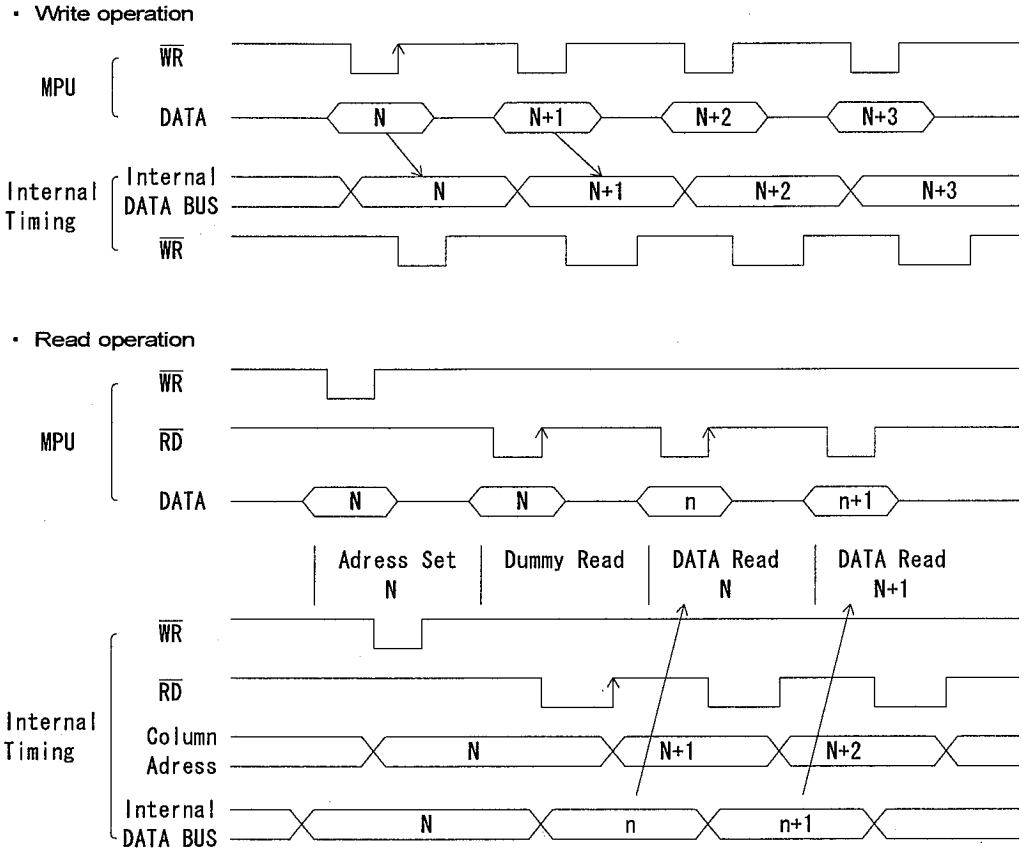 · Write operation
WR
MPU
DATA N N+1 N+2 N+3
Internal Timing
Internal DATA BUS N N+1 N+2 N+3
WR
· Read operation
WR
MPU
RD
DATA N N n n+1
Adress Set N
Dummy Read
DATA Read N
DATA Read N+1
WR
RD
Internal Timing
Column Adress N N+1 N+2
Internal DATA BUS N n n+1